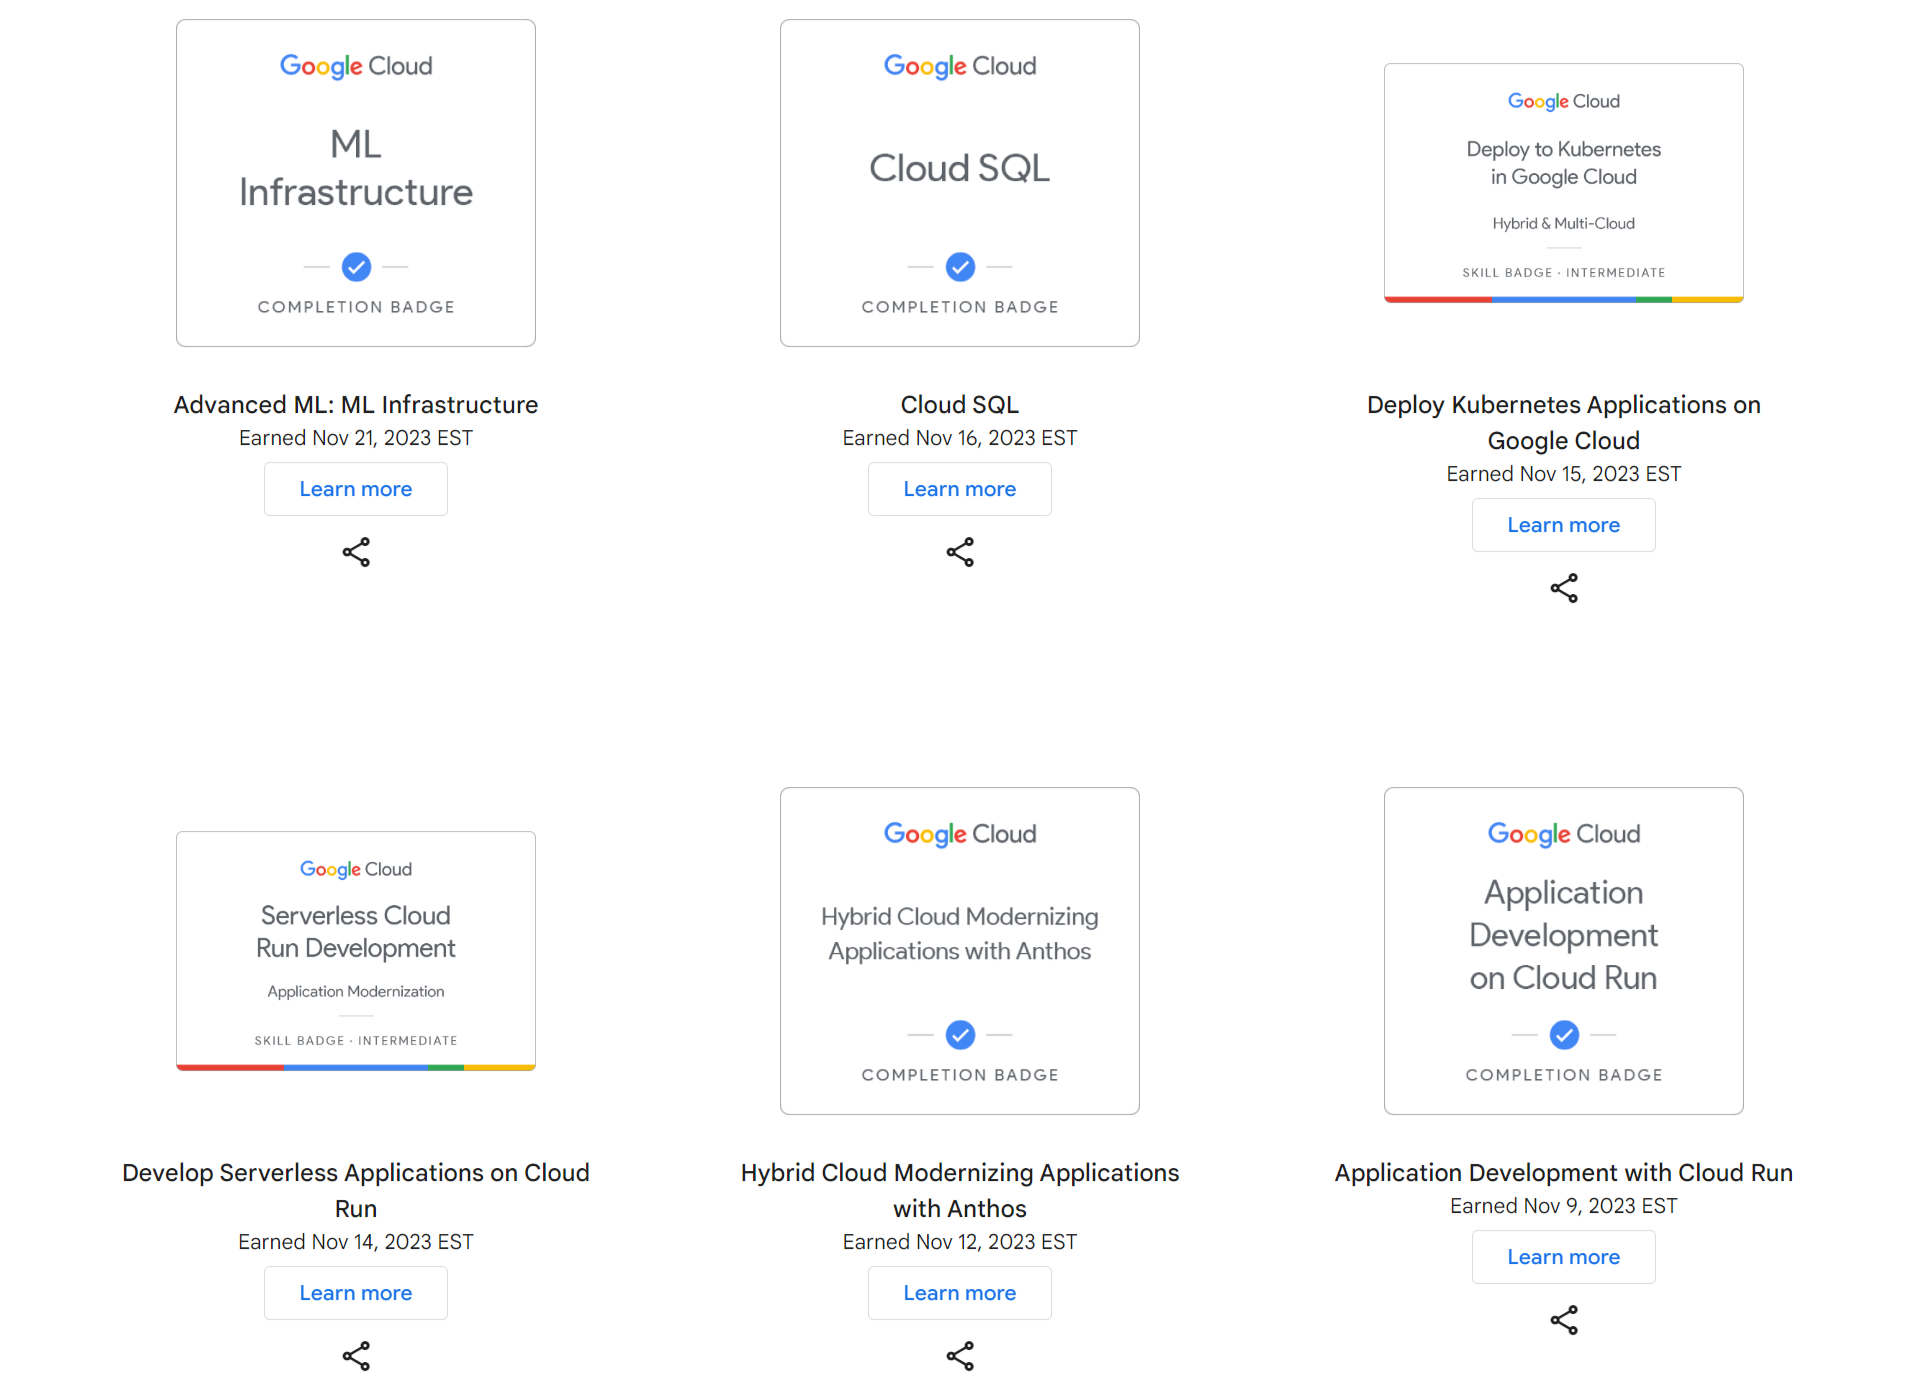 Google Cloud
ML
Infrastructure
COMPLETION BADGE
Advanced ML: ML Infrastructure
Earned Nov 21, 2023 EST
Learn more
Google Cloud
Cloud SQL
COMPLETION BADGE
Cloud SQL
Earned Nov 16, 2023 EST
Learn more
Google Cloud
Deploy to Kubernetes
in Google Cloud
Hybrid & Multi-Cloud
SKILL BADGE · INTERMEDIATE
Deploy Kubernetes Applications on
Google Cloud
Earned Nov 15, 2023 EST
Learn more
Google Cloud
Serverless Cloud
Run Development
Application Modernization
SKILL BADGE · INTERMEDIATE
Develop Serverless Applications on Cloud
Run
Earned Nov 14, 2023 EST
Learn more
Google Cloud
Hybrid Cloud Modernizing
Applications with Anthos
COMPLETION BADGE
Hybrid Cloud Modernizing Applications
with Anthos
Earned Nov 12, 2023 EST
Learn more
Google Cloud
Application
Development
on Cloud Run
COMPLETION BADGE
Application Development with Cloud Run
Earned Nov 9, 2023 EST
Learn more